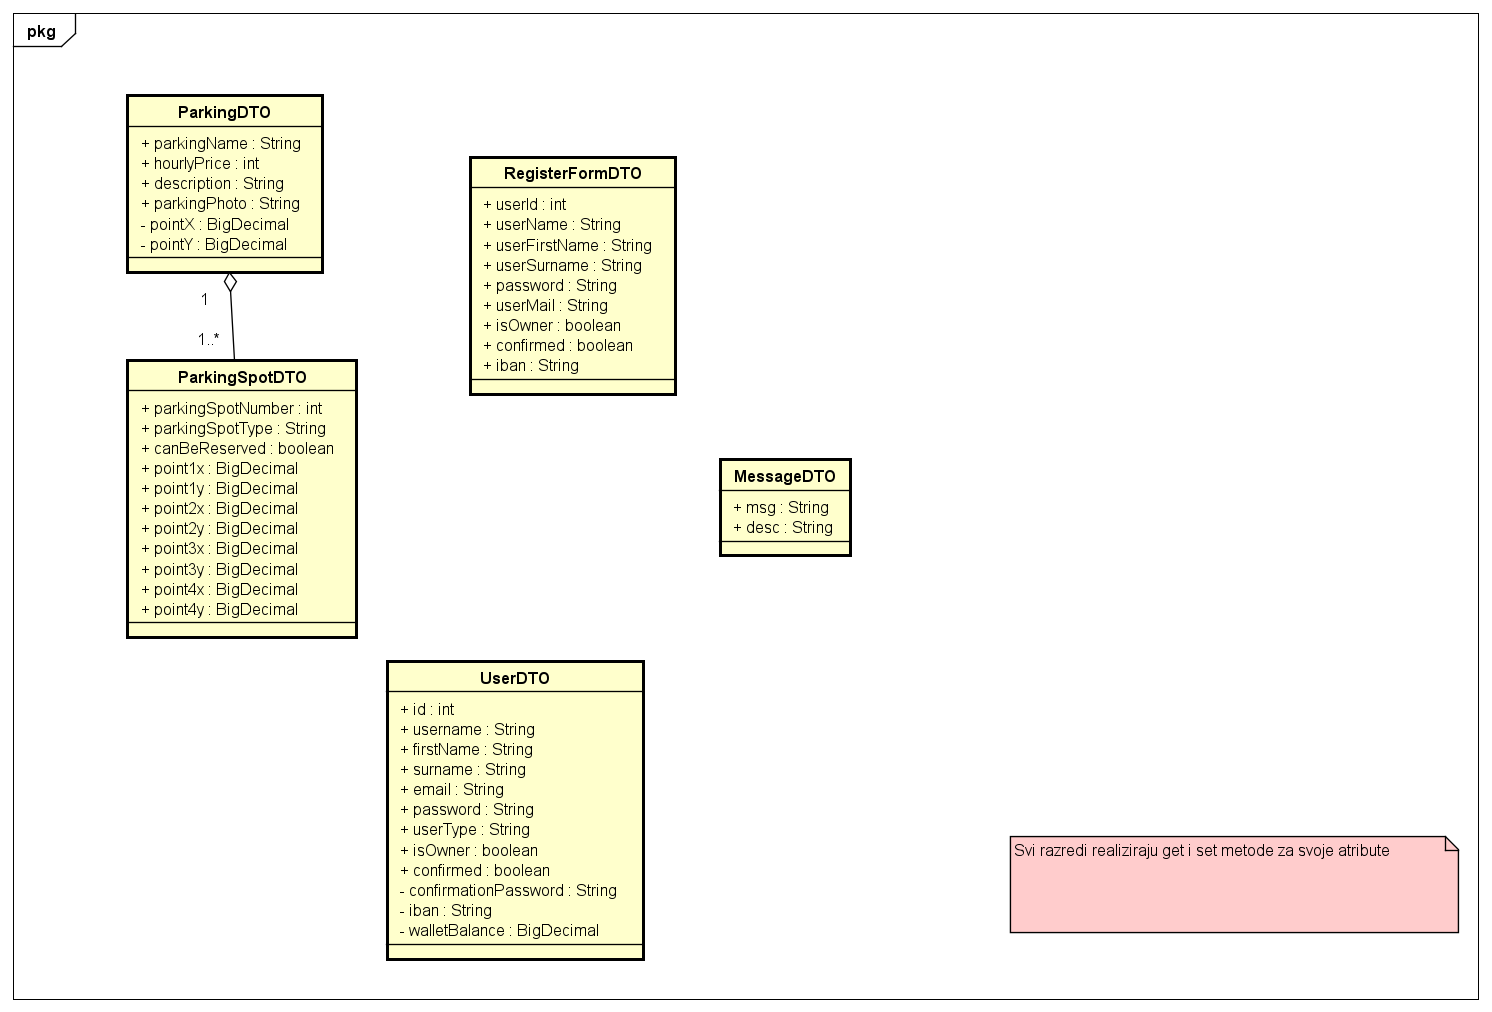 pkg
ParkingDTO
+ parkingName : String
+ hourlyPrice : int
+ description : String
+ parkingPhoto : String
- pointX : BigDecimal
- pointY : BigDecimal
1
1..*
ParkingSpotDTO
+ parkingSpotNumber : int
+ parkingSpotType : String
+ canBeReserved : boolean
+ point1x : BigDecimal
+ point1y : BigDecimal
+ point2x : BigDecimal
+ point2y : BigDecimal
+ point3x : BigDecimal
+ point3y : BigDecimal
+ point4x : BigDecimal
+ point4y : BigDecimal
RegisterFormDTO
+ userId : int
+ userName : String
+ userFirstName : String
+ userSurname : String
+ password : String
+ userMail : String
+ isOwner : boolean
+ confirmed : boolean
+ iban : String
MessageDTO
+ msg : String
+ desc : String
UserDTO
+ id : int
+ username : String
+ firstName : String
+ surname : String
+ email : String
+ password : String
+ userType : String
+ isOwner : boolean
+ confirmed : boolean
- confirmationPassword : String
- iban : String
- walletBalance : BigDecimal
Svi razredi realiziraju get i set metode za svoje atribute